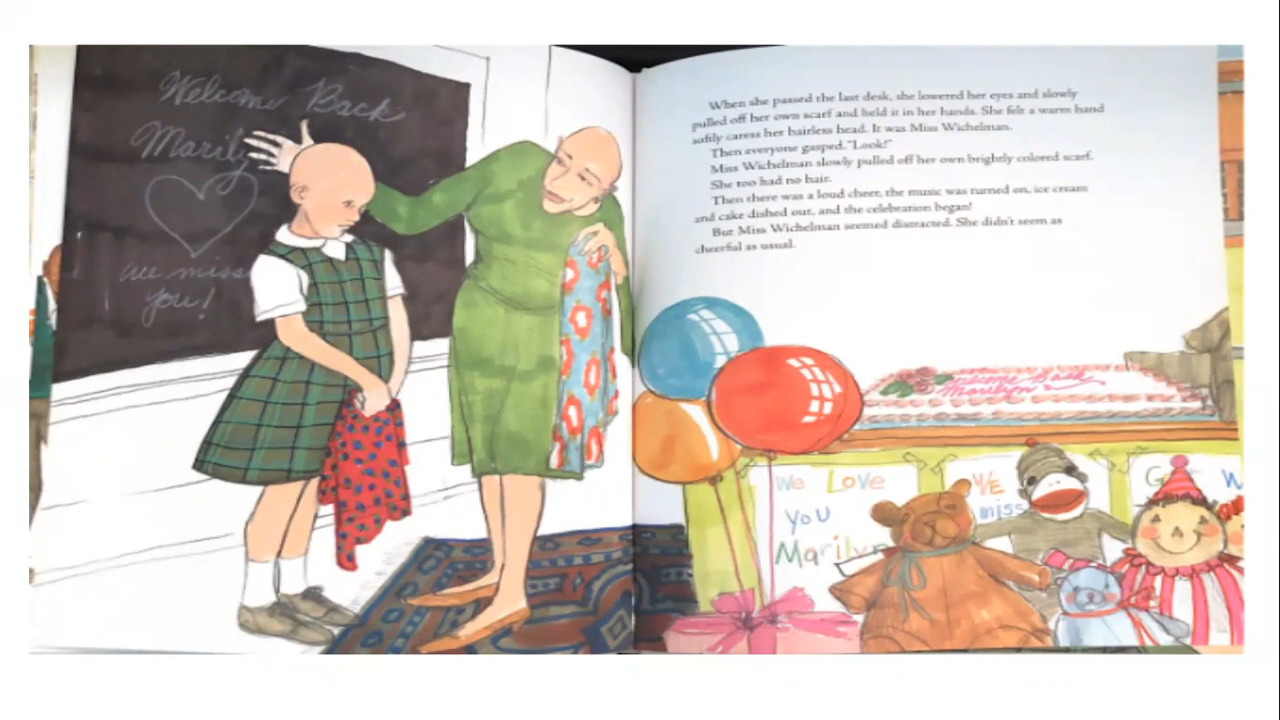 Welcome Back
Marilyn
we miss
you!
When she passed the last desk, she lowered her eyes and slowly
pulled off her own scarf and held it in her hands. She felt a warm hand
softly caress her hairless head. It was Miss Wichelman.
Then everyone gasped. "Look!"
Miss Wichelman slowly pulled off her own brightly colored scarf.
She too had no hair.
Then there was a loud cheer, the music was turned on, ice cream
and cake dished out, and the celebration began!
But Miss Wichelman seemed distracted. She didn't seem as
cheerful as usual.
Welcome Back
Marilyn
We Love
you
Marilyn
WE
miss
G W